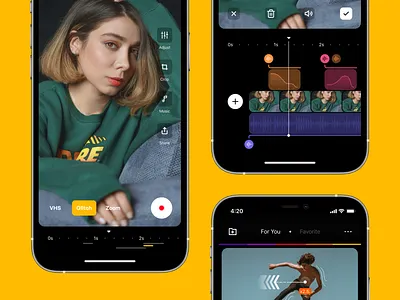 Adjust
Crop
Music
Share
VHS
Glitch
Zoom
0s
1s
2s
0s
1s
2s
4:20
For You
Favorite